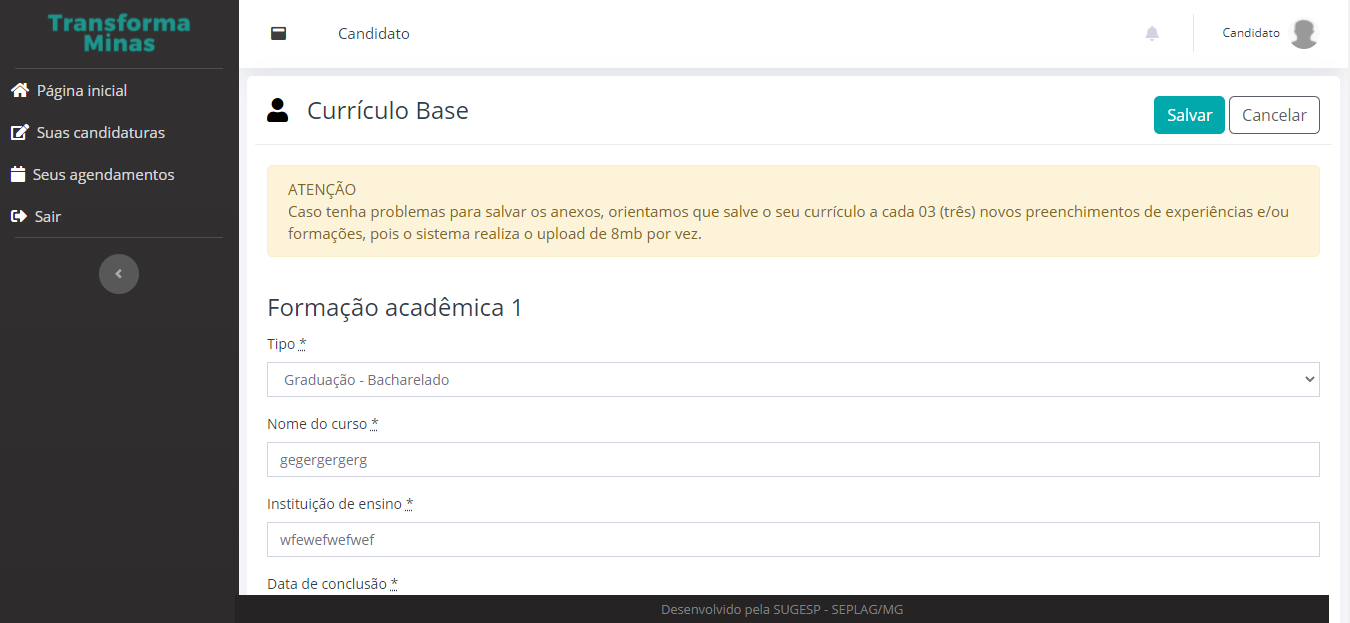 Transforma
Minas
Página inicial
Suas candidaturas
Seus agendamentos
Sair
Candidato
Candidato
Currículo Base
Salvar
Cancelar
ATENÇÃO
Caso tenha problemas para salvar os anexos, orientamos que salve o seu currículo a cada 03 (três) novos preenchimentos de experiências e/ou
formações, pois o sistema realiza o upload de 8mb por vez.
Formação acadêmica 1
Tipo *
Graduação - Bacharelado
Nome do curso *
gegergergerg
Instituição de ensino *
wfewefwefwef
Data de conclusão *
Desenvolvido pela SUGESP - SEPLAG/MG